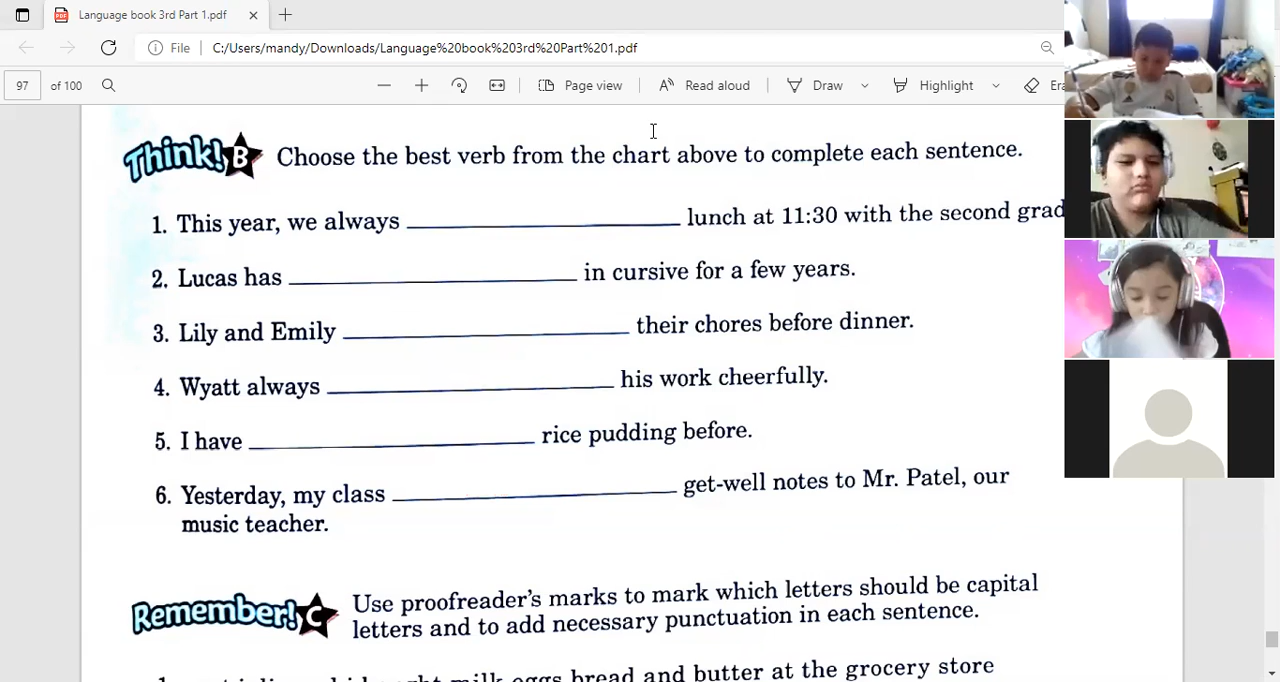 Language book 3rd Part 1.pdf
File C:/Users/mandy/Downloads/Language%20book%203rd%20Part%201.pdf
97 of 100 Page view Read aloud Draw Highlight
Think! B Choose the best verb from the chart above to complete each sentence.
1. This year, we always ____ lunch at 11:30 with the second grad
2. Lucas has ____ in cursive for a few years.
3. Lily and Emily ____ their chores before dinner.
4. Wyatt always ____ his work cheerfully.
5. I have ____ rice pudding before.
6. Yesterday, my class ____ get-well notes to Mr. Patel, our
music teacher.
Remember! C Use proofreader's marks to mark which letters should be capital
letters and to add necessary punctuation in each sentence.
milk eggs bread and butter at the grocery store